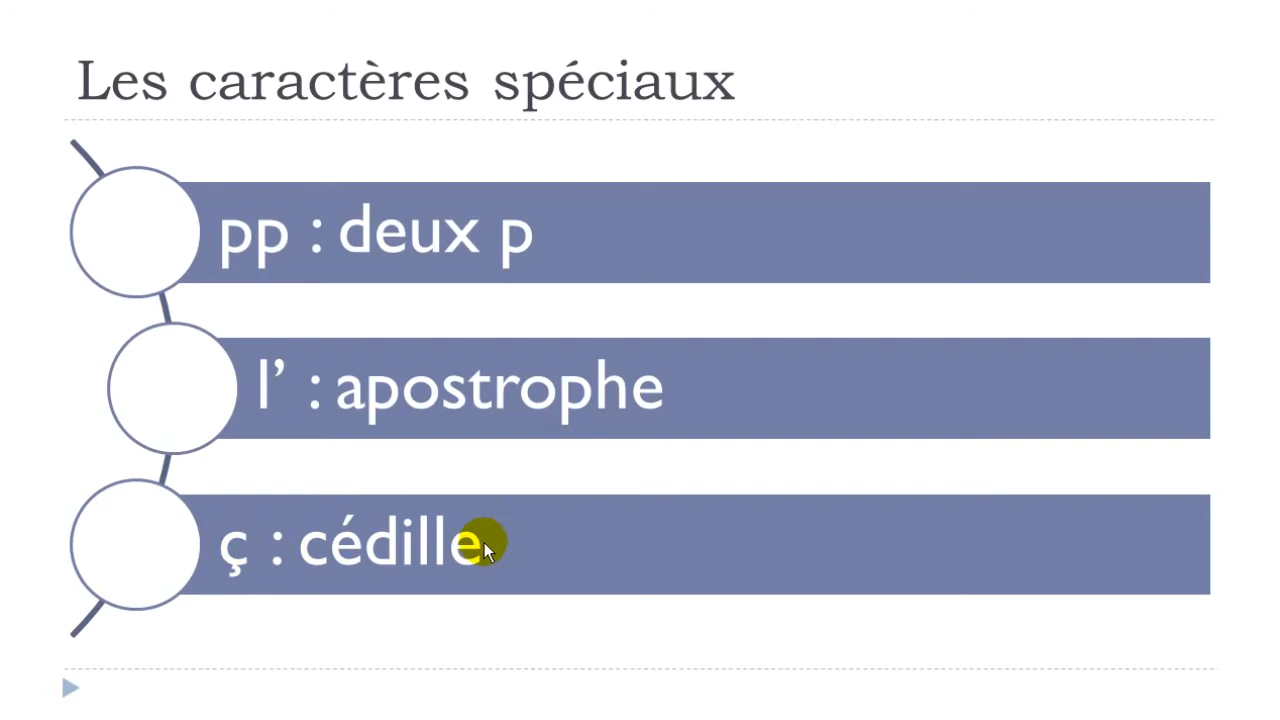 Les caractères spéciaux
pp : deux p
l’ : apostrophe
ç : cédille